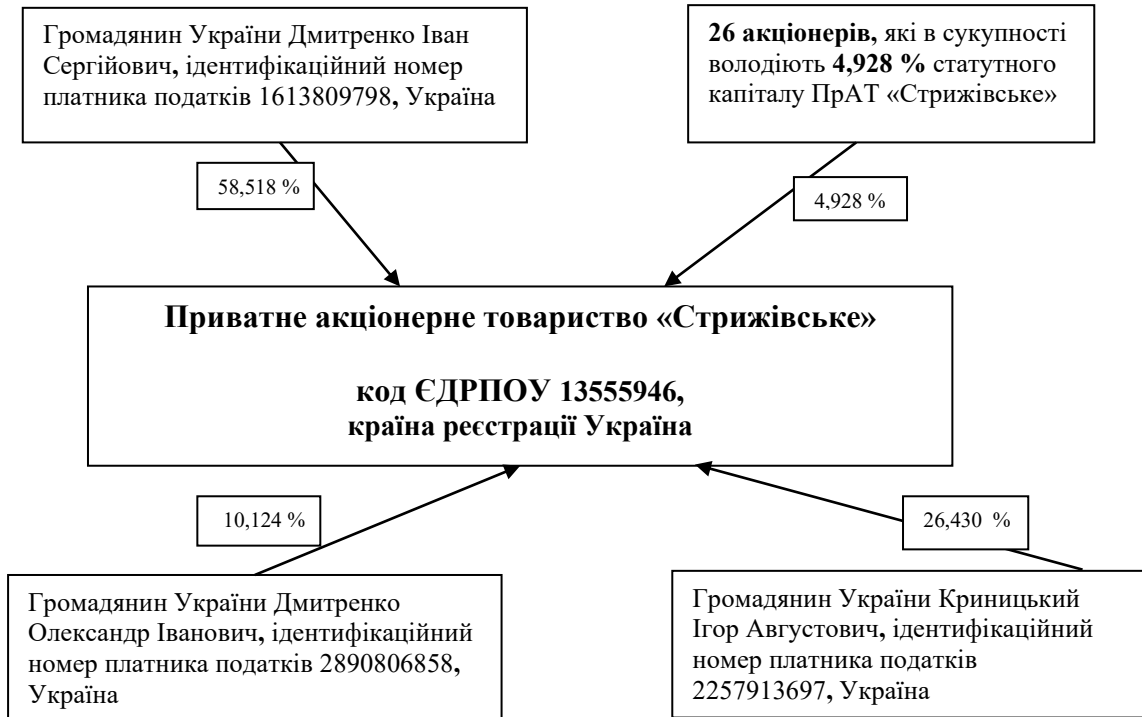 Громадянин України Дмитренко Іван
Сергійович, ідентифікаційний номер
платника податків 1613809798, Україна
26 акціонерів, які в сукупності
володіють 4,928 % статутного
капіталу ПрАТ «Стрижівське»
58,518 %
4,928 %
Приватне акціонерне товариство «Стрижівське»
код ЄДРПОУ 13555946,
країна реєстрації Україна
10,124 %
26,430 %
Громадянин України Дмитренко
Олександр Іванович, ідентифікаційний
номер платника податків 2890806858,
Україна
Громадянин України Криницький
Ігор Августович, ідентифікаційний
номер платника податків
2257913697, Україна